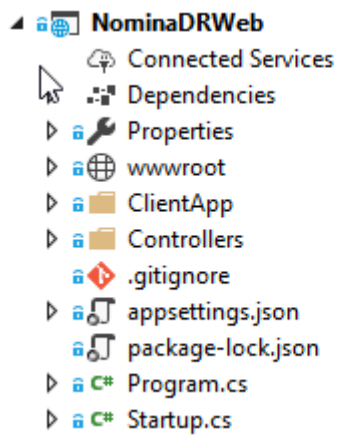 NominaDRWeb
Connected Services
Dependencies
Properties
wwwroot
ClientApp
Controllers
.gitignore
appsettings.json
package-lock.json
C# Program.cs
C# Startup.cs